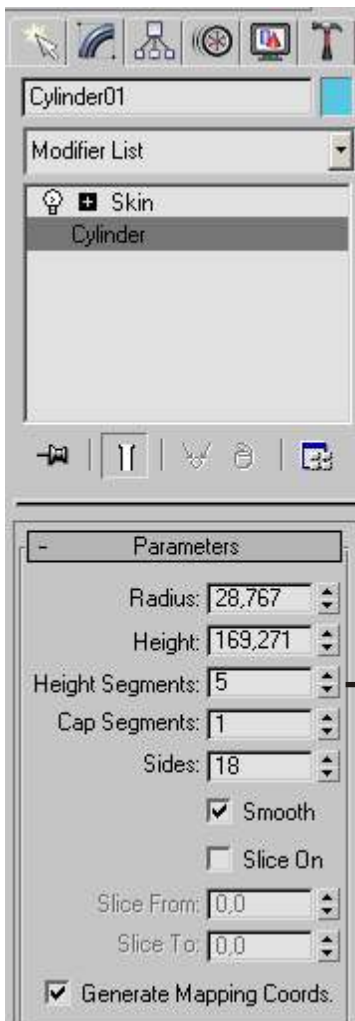 Cylinder01
Modifier List
Skin
Cylinder
- Parameters
Radius: 28,767
Height: 169,271
Height Segments: 5
Cap Segments: 1
Sides: 18
Smooth
Slice On
Slice From: 0,0
Slice To: 0,0
Generate Mapping Coords.